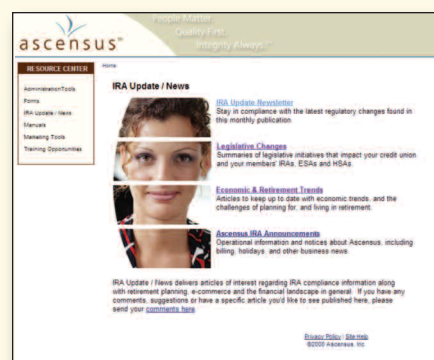 People Matter.
Quality First.
Integrity Always.®
ascensus®
RESOURCE CENTER
Administration Tools
Forms
IRA Update / News
Manuals
Marketing Tools
Training Opportunities
Home
IRA Update / News
IRA Update Newsletter
Stay in compliance with the latest regulatory changes found in
this monthly publication.
Legislative Changes
Summaries of legislative initiatives that impact your credit union
and your members' IRAs, ESAs and HSAs.
Economic & Retirement Trends
Articles to keep up to date with economic trends, and the
challenges of planning for, and living in retirement.
Ascensus IRA Announcements
Operational information and notices about Ascensus, including
billing, holidays, and other business news.
IRA Update / News delivers articles of interest regarding IRA compliance information along
with retirement planning, e-commerce and the financial landscape in general. If you have any
comments, suggestions or have a specific article you'd like to see published here, please
send your comments here.
Privacy Policy | Site Help
Ascensus, Inc.